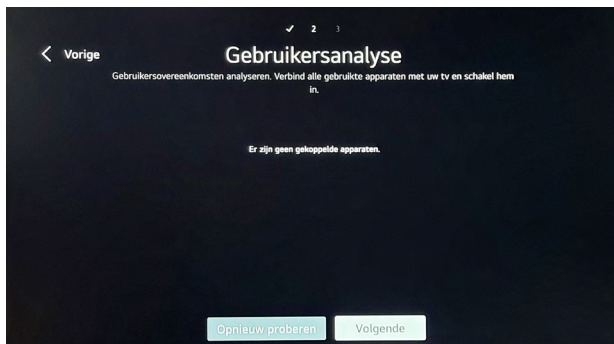 ✓ 2 3
Vorige
Gebruikersanalyse
Gebruikersovereenkomsten analyseren. Verbind alle gebruikte apparaten met uw tv en schakel hem
in.
Er zijn geen gekoppelde apparaten.
Opnieuw proberen
Volgende